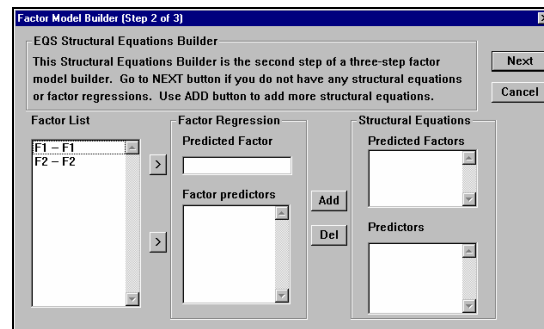 Factor Model Builder (Step 2 of 3)
EQS Structural Equations Builder
This Structural Equations Builder is the second step of a three-step factor
model builder. Go to NEXT button if you do not have any structural equations
or factor regressions. Use ADD button to add more structural equations.
Next
Cancel
Factor List
F1 – F1
F2 – F2
>
>
Factor Regression
Predicted Factor
Factor predictors
Add
Del
Structural Equations
Predicted Factors
Predictors